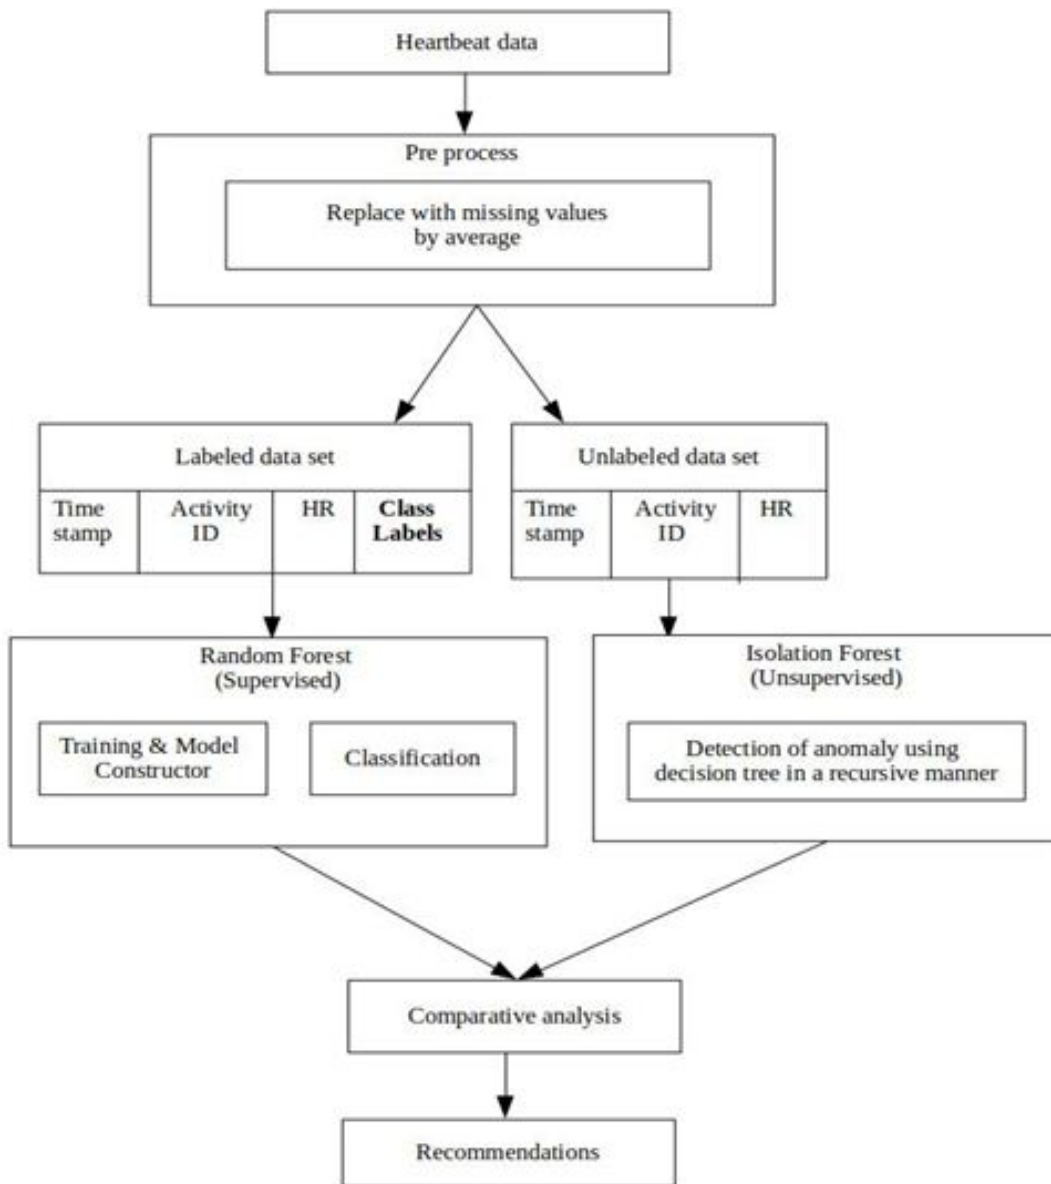 Heartbeat data
Pre process
Replace with missing values
by average
Labeled data set
Time
stamp
Activity
ID
HR
Class
Labels
Unlabeled data set
Time
stamp
Activity
ID
HR
Random Forest
(Supervised)
Training & Model
Constructor
Classification
Isolation Forest
(Unsupervised)
Detection of anomaly using
decision tree in a recursive manner
Comparative analysis
Recommendations